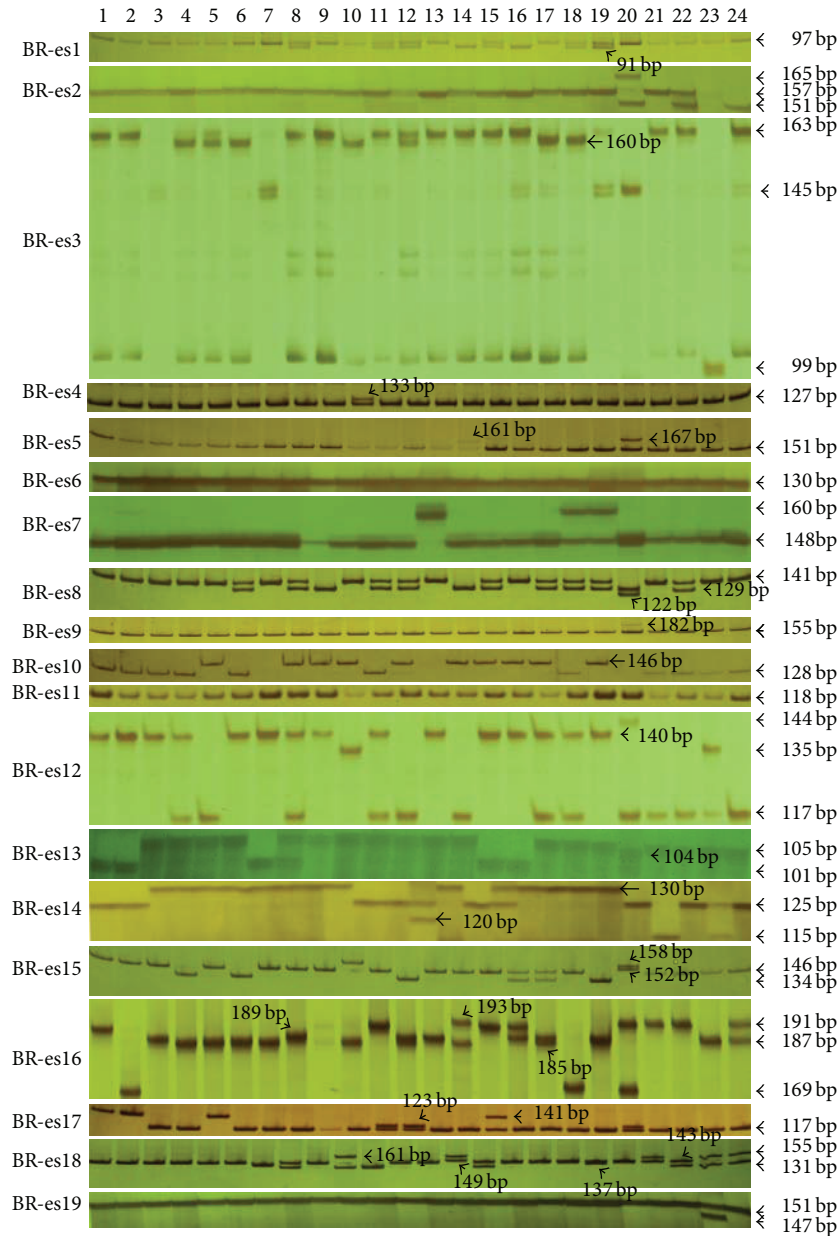 1 2 3 4 5 6 7 8 9 10 11 12 13 14 15 16 17 18 19 20 21 22 23 24
BR-es1
97 bp
91 bp
BR-es2
165 bp
157 bp
151 bp
BR-es3
163 bp
160 bp
145 bp
99 bp
BR-es4
133 bp
127 bp
BR-es5
161 bp
167 bp
151 bp
BR-es6
130 bp
BR-es7
160 bp
148 bp
BR-es8
141 bp
129 bp
122 bp
BR-es9
182 bp
155 bp
BR-es10
146 bp
128 bp
BR-es11
118 bp
BR-es12
144 bp
140 bp
135 bp
117 bp
BR-es13
105 bp
104 bp
101 bp
BR-es14
130 bp
125 bp
120 bp
115 bp
BR-es15
158 bp
146 bp
152 bp
134 bp
BR-es16
189 bp
193 bp
191 bp
187 bp
185 bp
169 bp
BR-es17
123 bp
141 bp
117 bp
BR-es18
143 bp
155 bp
161 bp
131 bp
149 bp
137 bp
BR-es19
151 bp
147 bp